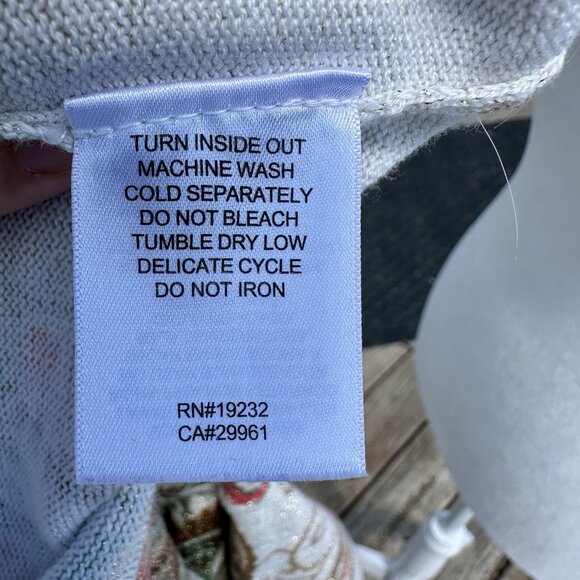 TURN INSIDE OUT
MACHINE WASH
COLD SEPARATELY
DO NOT BLEACH
TUMBLE DRY LOW
DELICATE CYCLE
DO NOT IRON
RN#19232
CA#29961